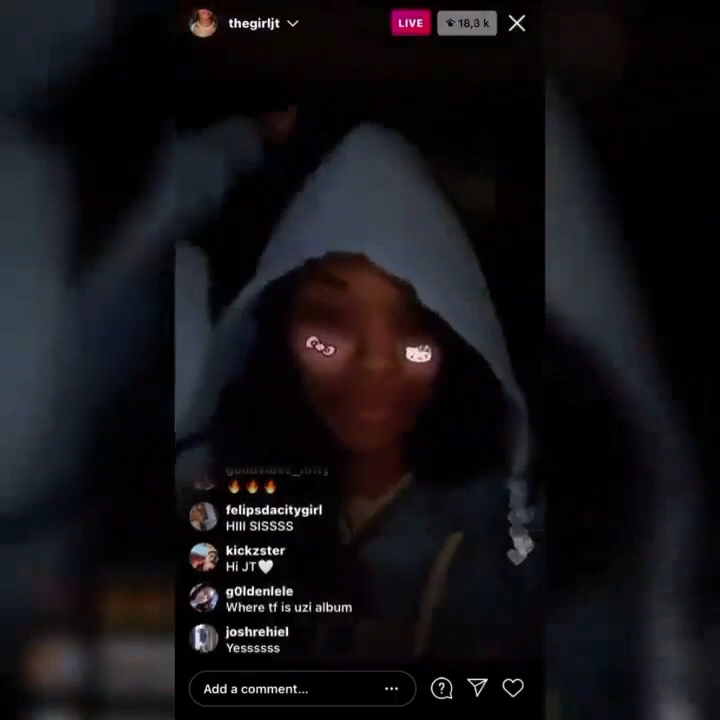 thegirljt
LIVE
18,3 k
🔥🔥🔥
felipsdacitygirl
HIII SISSSS
kickzster
Hi JT🤍
g0ldenlele
Where tf is uzi album
joshrehiel
Yessssss
Add a comment...